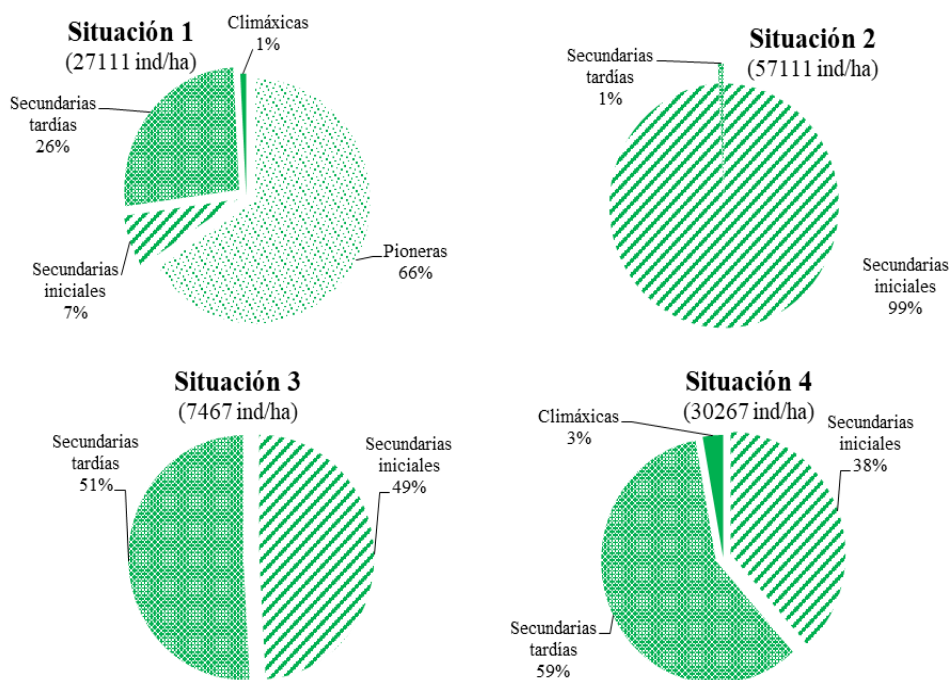 Situación 1
(27111 ind/ha)
Climáxicas
1%
Secundarias
tardías
26%
Secundarias
iniciales
7%
Pioneras
66%
Situación 2
(57111 ind/ha)
Secundarias
tardías
1%
Secundarias
iniciales
99%
Situación 3
(7467 ind/ha)
Secundarias
tardías
51%
Secundarias
iniciales
49%
Situación 4
(30267 ind/ha)
Climáxicas
3%
Secundarias
iniciales
38%
Secundarias
tardías
59%